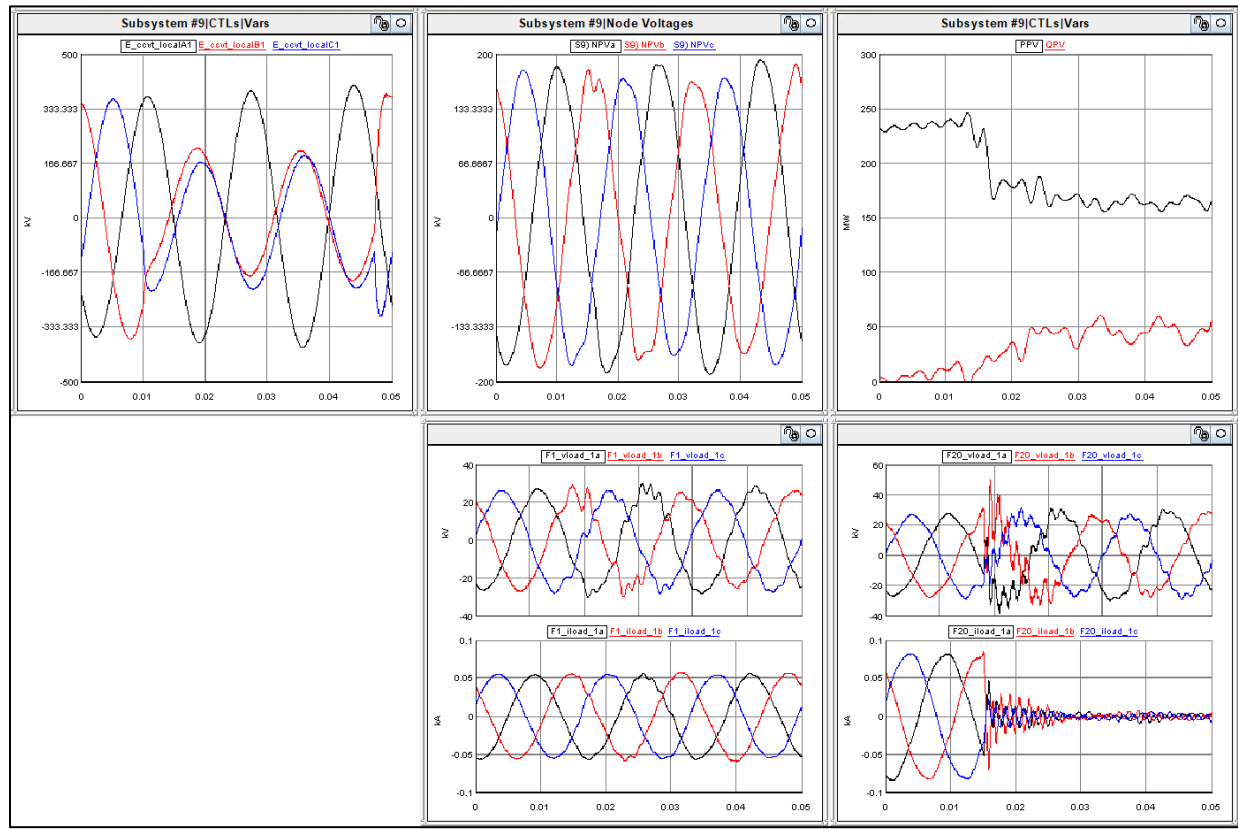 Subsystem #9|CTLs|Vars
E_ccvt_localA1 E_ccvt_localB1 E_ccvt_localC1
500
333.333
166.667
0
-166.667
-333.333
-500
kV
0 0.01 0.02 0.03 0.04 0.05
Subsystem #9|Node Voltages
S9) NPVa S9) NPVb S9) NPVc
200
133.3333
66.6667
0
-66.6667
-133.3333
-200
kV
0 0.01 0.02 0.03 0.04 0.05
Subsystem #9|CTLs|Vars
PPV QPV
300
250
200
150
100
50
0
MW
0 0.01 0.02 0.03 0.04 0.05
F1_vload_1a F1_vload_1b F1_vload_1c
40
20
0
-20
-40
kV
F1_iload_1a F1_iload_1b F1_iload_1c
0.1
0.05
0
-0.05
-0.1
kA
0 0.01 0.02 0.03 0.04 0.05
F20_vload_1a F20_vload_1b F20_vload_1c
60
40
20
0
-20
-40
kV
F20_iload_1a F20_iload_1b F20_iload_1c
0.1
0.05
0
-0.05
-0.1
kA
0 0.01 0.02 0.03 0.04 0.05